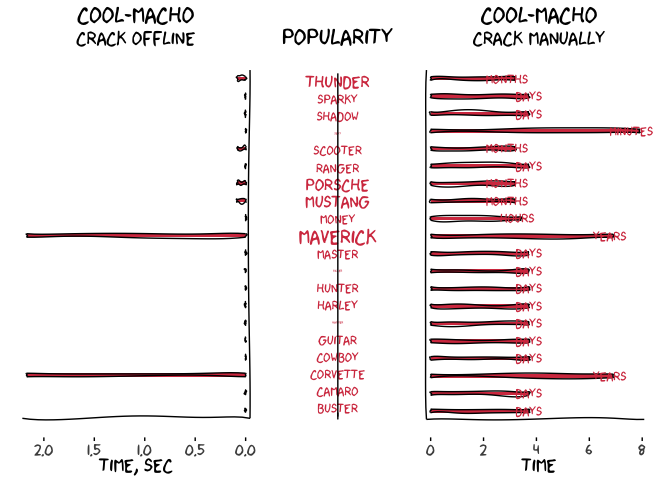 COOL-MACHO
CRACK OFFLINE
POPULARITY
COOL-MACHO
CRACK MANUALLY
THUNDER
MONTHS
SPARKY
DAYS
SHADOW
DAYS
MINUTES
SCOOTER
MONTHS
RANGER
DAYS
PORSCHE
MONTHS
MUSTANG
MONTHS
MONEY
HOURS
MAVERICK
YEARS
MASTER
DAYS
DAYS
HUNTER
DAYS
HARLEY
DAYS
DAYS
GUITAR
DAYS
COWBOY
DAYS
CORVETTE
YEARS
CAMARO
DAYS
BUSTER
DAYS
2.0 1.5 1.0 0.5 0.0
TIME, SEC
0 2 4 6 8
TIME